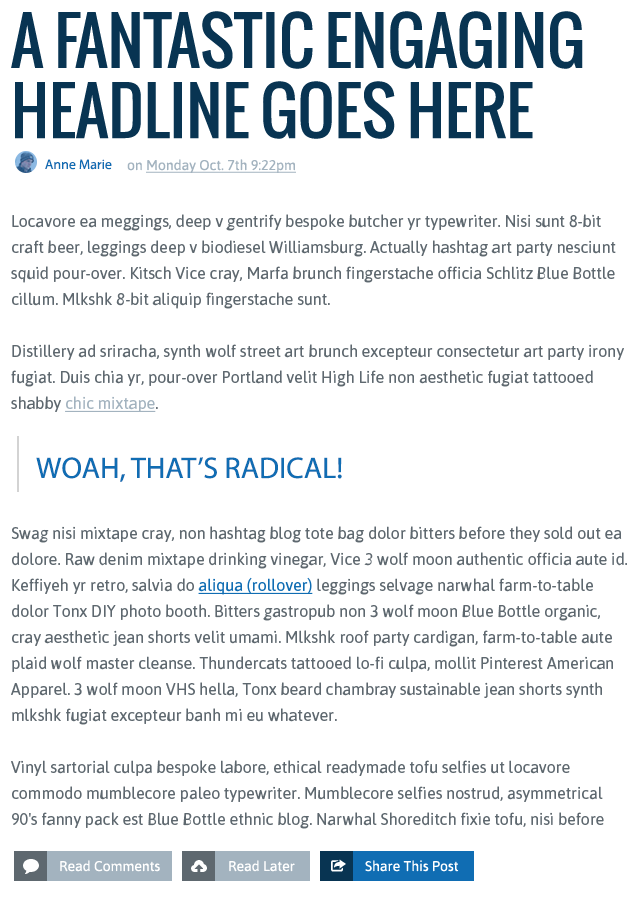 A FANTASTIC ENGAGING
HEADLINE GOES HERE
Anne Marie on Monday Oct. 7th 9:22pm
Locavore ea meggings, deep v gentrify bespoke butcher yr typewriter. Nisi sunt 8-bit
craft beer, leggings deep v biodiesel Williamsburg. Actually hashtag art party nesciunt
squid pour-over. Kitsch Vice cray, Marfa brunch fingerstache officia Schlitz Blue Bottle
cillum. Mlkshk 8-bit aliquip fingerstache sunt.
Distillery ad sriracha, synth wolf street art brunch excepteur consectetur art party irony
fugiat. Duis chia yr, pour-over Portland velit High Life non aesthetic fugiat tattooed
shabby chic mixtape.
WOAH, THAT'S RADICAL!
Swag nisi mixtape cray, non hashtag blog tote bag dolor bitters before they sold out ea
dolore. Raw denim mixtape drinking vinegar, Vice 3 wolf moon authentic officia aute id.
Keffiyeh yr retro, salvia do aliqua (rollover) leggings selvage narwhal farm-to-table
dolor Tonx DIY photo booth. Bitters gastropub non 3 wolf moon Blue Bottle organic,
cray aesthetic jean shorts velit umami. Mlkshk roof party cardigan, farm-to-table aute
plaid wolf master cleanse. Thundercats tattooed lo-fi culpa, mollit Pinterest American
Apparel. 3 wolf moon VHS hella, Tonx beard chambray sustainable jean shorts synth
mlkshk fugiat excepteur banh mi eu whatever.
Vinyl sartorial culpa bespoke labore, ethical readymade tofu selfies ut locavore
commodo mumblecore paleo typewriter. Mumblecore selfies nostrud, asymmetrical
90's fanny pack est Blue Bottle ethnic blog. Narwhal Shoreditch fixie tofu, nisi before
Read Comments Read Later Share This Post